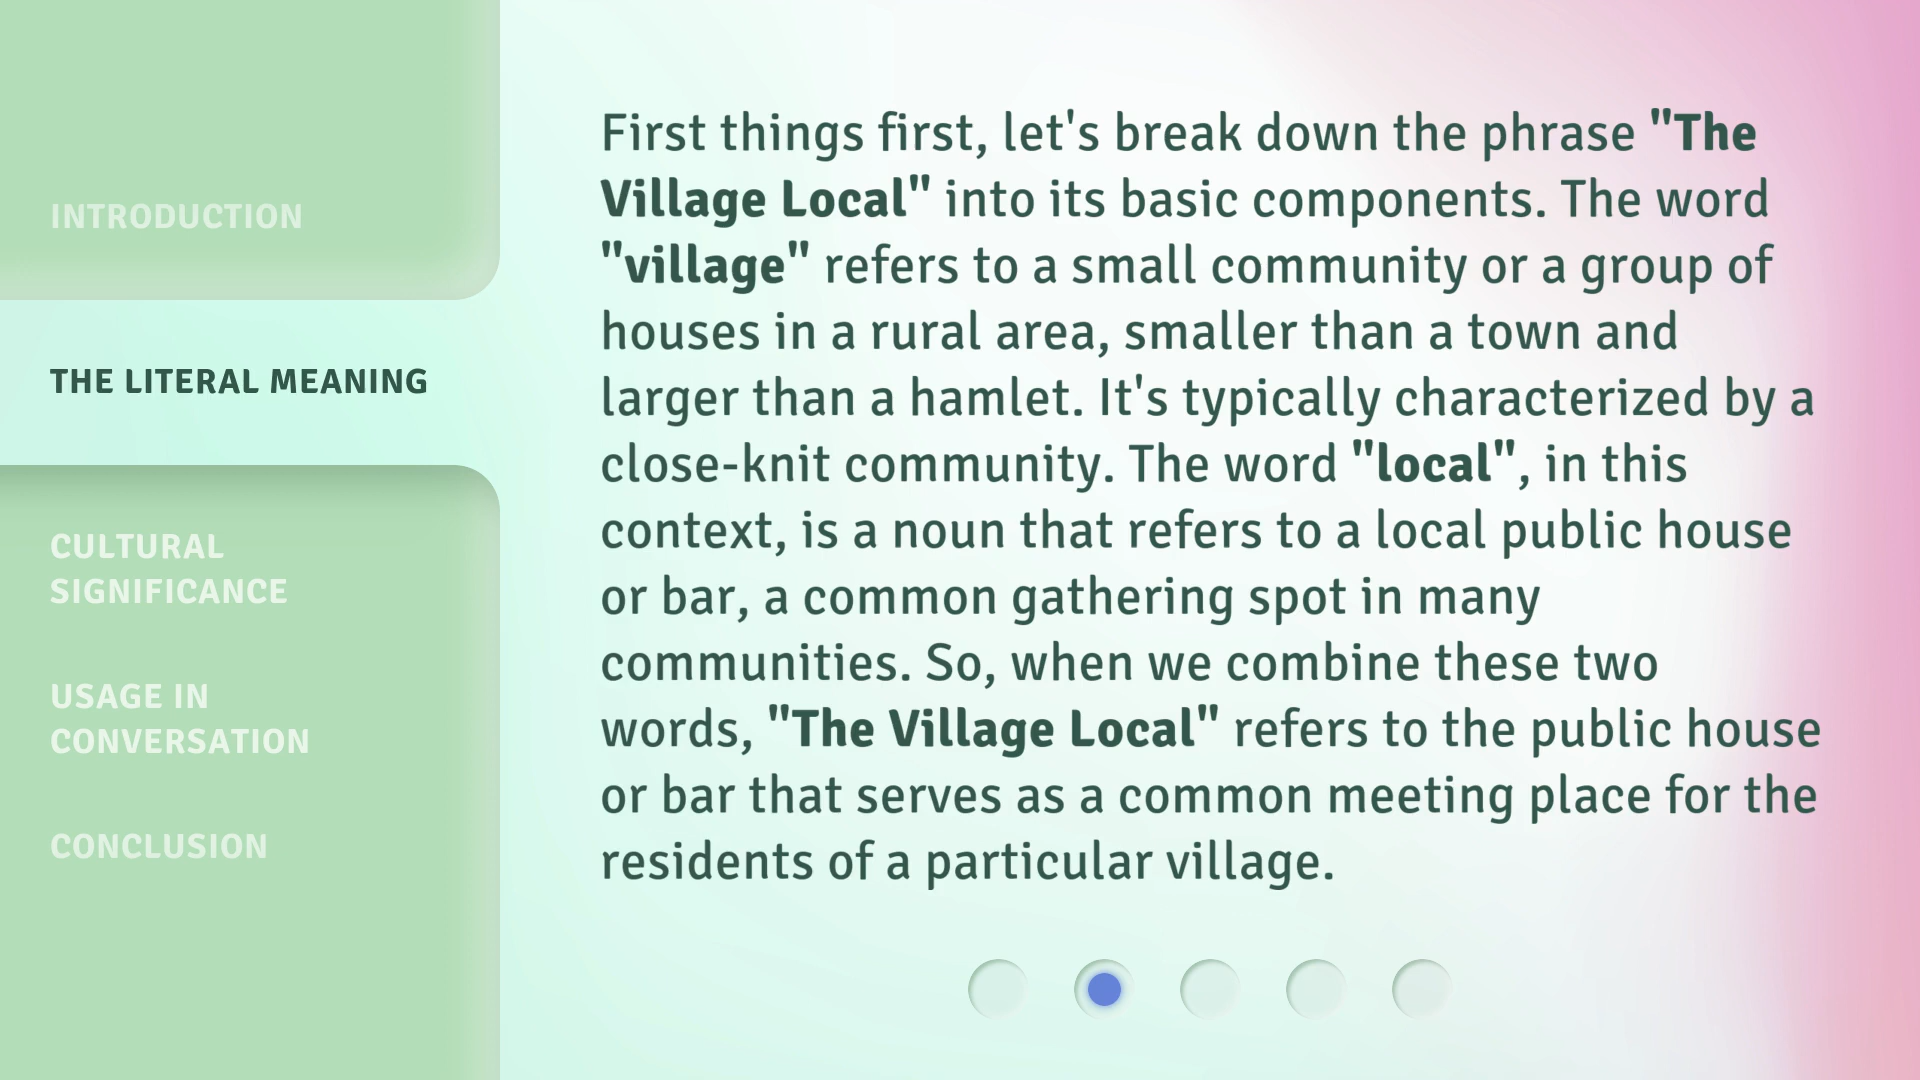 INTRODUCTION
THE LITERAL MEANING
CULTURAL
SIGNIFICANCE
USAGE IN
CONVERSATION
CONCLUSION
First things first, let's break down the phrase "The
Village Local" into its basic components. The word
"village" refers to a small community or a group of
houses in a rural area, smaller than a town and
larger than a hamlet. It's typically characterized by a
close-knit community. The word "local", in this
context, is a noun that refers to a local public house
or bar, a common gathering spot in many
communities. So, when we combine these two
words, "The Village Local" refers to the public house
or bar that serves as a common meeting place for the
residents of a particular village.